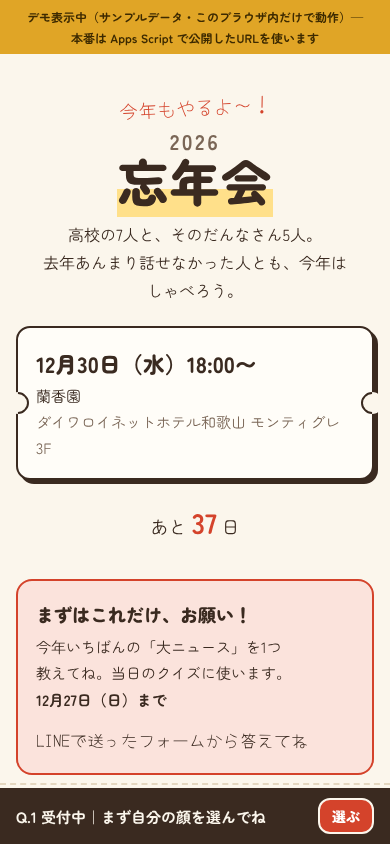 デモ表示中（サンプルデータ・このブラウザ内だけで動作）―
本番は Apps Script で公開したURLを使います
今年もやるよ〜！
2026
忘年会
高校の7人と、そのだんなさん5人。
去年あんまり話せなかった人とも、今年は
しゃべろう。
12月30日（水）18:00〜
蘭香園
ダイワロイネットホテル和歌山 モンティグレ
3F
あと 37 日
まずはこれだけ、お願い！
今年いちばんの「大ニュース」を1つ
教えてね。当日のクイズに使います。
12月27日（日）まで
LINEで送ったフォームから答えてね
Q.1 受付中｜まず自分の顔を選んでね
選ぶ